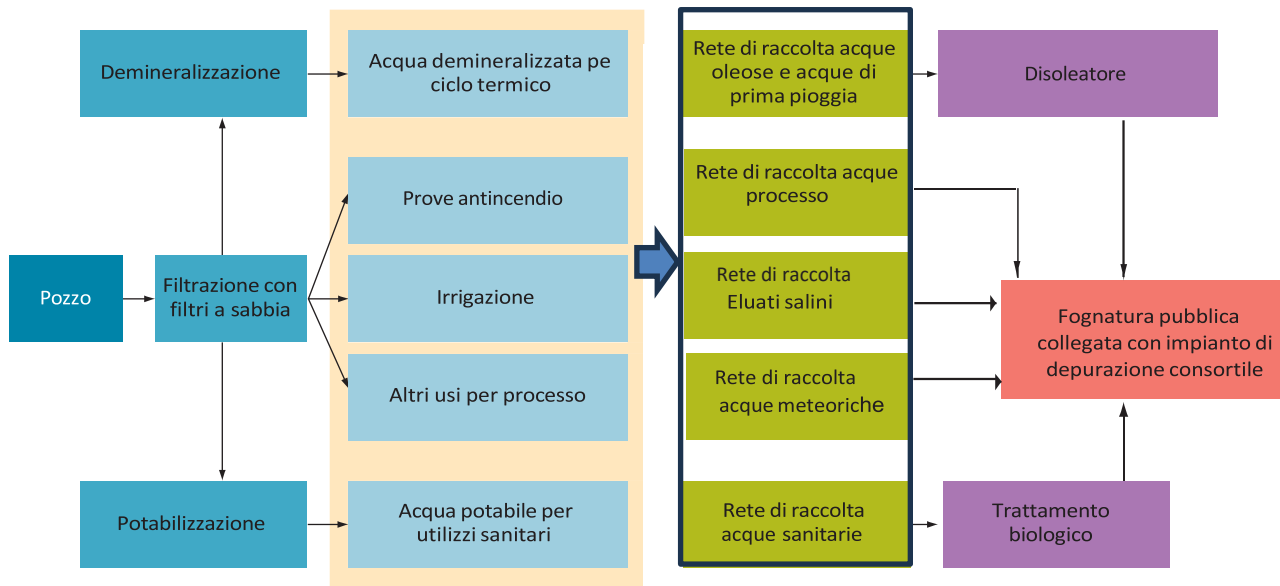 Demineralizzazione
Acqua demineralizzata pe
ciclo termico
Rete di raccolta acque
oleose e acque di
prima pioggia
Disoleatore
Prove antincendio
Rete di raccolta acque
processo
Pozzo
Filtrazione con
filtri a sabbia
Irrigazione
Rete di raccolta
Eluati salini
Fognatura pubblica
collegata con impianto di
depurazione consortile
Altri usi per processo
Rete di raccolta
acque meteoriche
Potabilizzazione
Acqua potabile per
utilizzi sanitari
Rete di raccolta
acque sanitarie
Trattamento
biologico